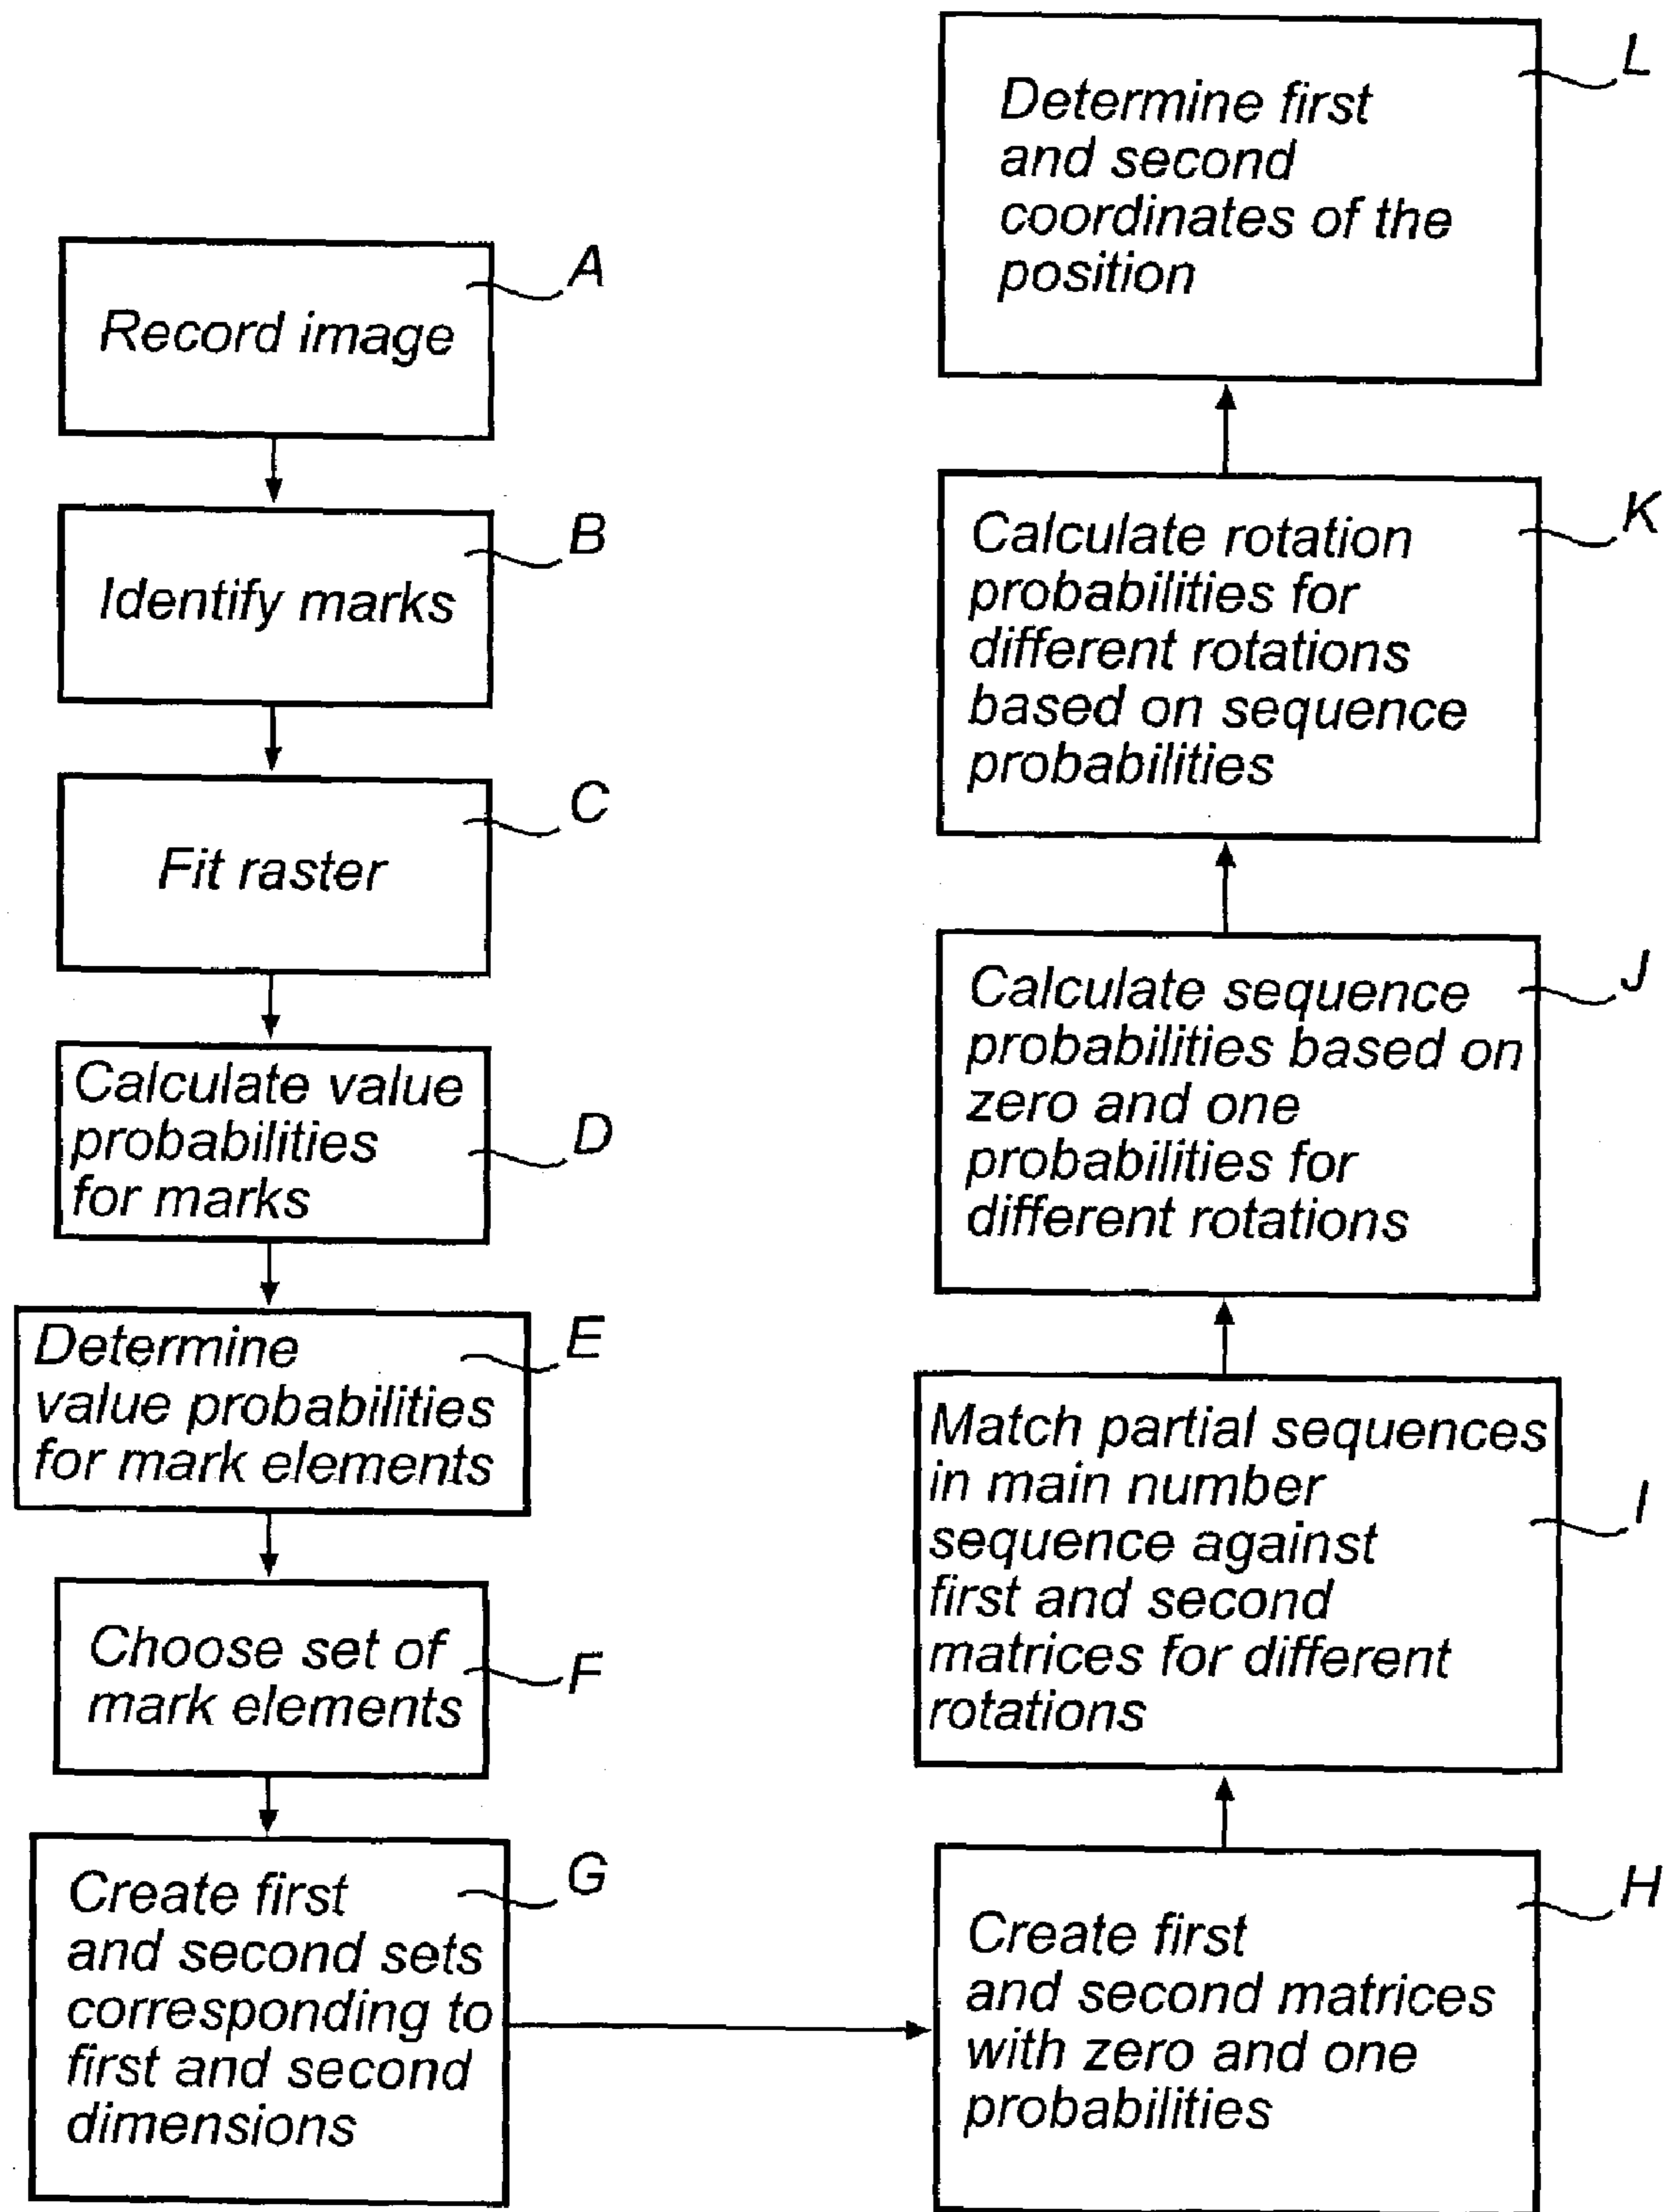 Record image
A
Identify marks
B
Fit raster
C
Calculate value
probabilities
for marks
D
Determine
value probabilities
for mark elements
E
Choose set of
mark elements
F
Create first
and second sets
corresponding to
first and second
dimensions
G
Create first
and second matrices
with zero and one
probabilities
H
Match partial sequences
in main number
sequence against
first and second
matrices for different
rotations
I
Calculate sequence
probabilities based on
zero and one
probabilities for
different rotations
J
Calculate rotation
probabilities for
different rotations
based on sequence
probabilities
K
Determine first
and second
coordinates of the
position
L